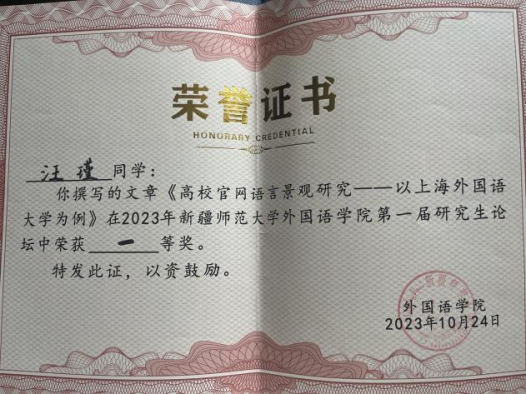 荣誉证书
HONORARY CREDENTIAL
汪瑾 同学:
你撰写的文章《高校官网语言景观研究——以上海外国语
大学为例》在2023年新疆师范大学外国语学院第一届研究生论
坛中荣获 一 等奖。
特发此证,以资鼓励。
外国语学院
2023年10月24日